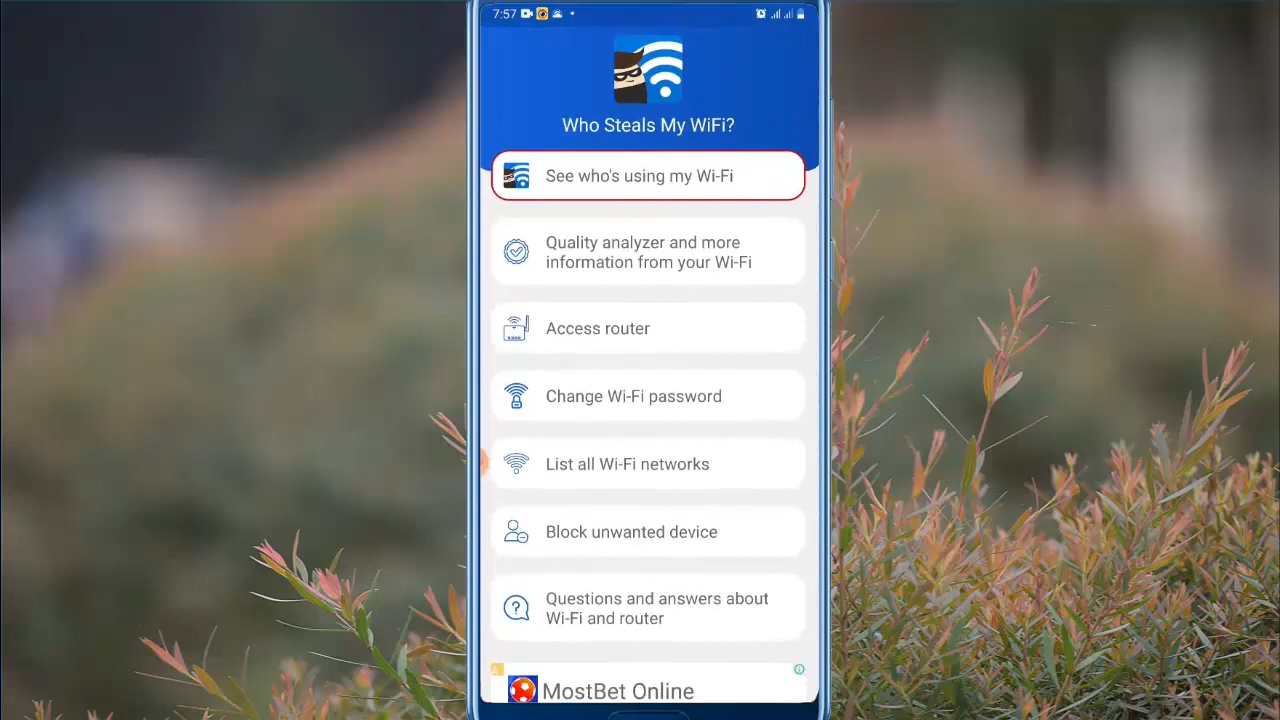 7:57
Who Steals My WiFi?
See who's using my Wi-Fi
Quality analyzer and more
information from your Wi-Fi
Access router
Change Wi-Fi password
List all Wi-Fi networks
Block unwanted device
Questions and answers about
Wi-Fi and router
MostBet Online